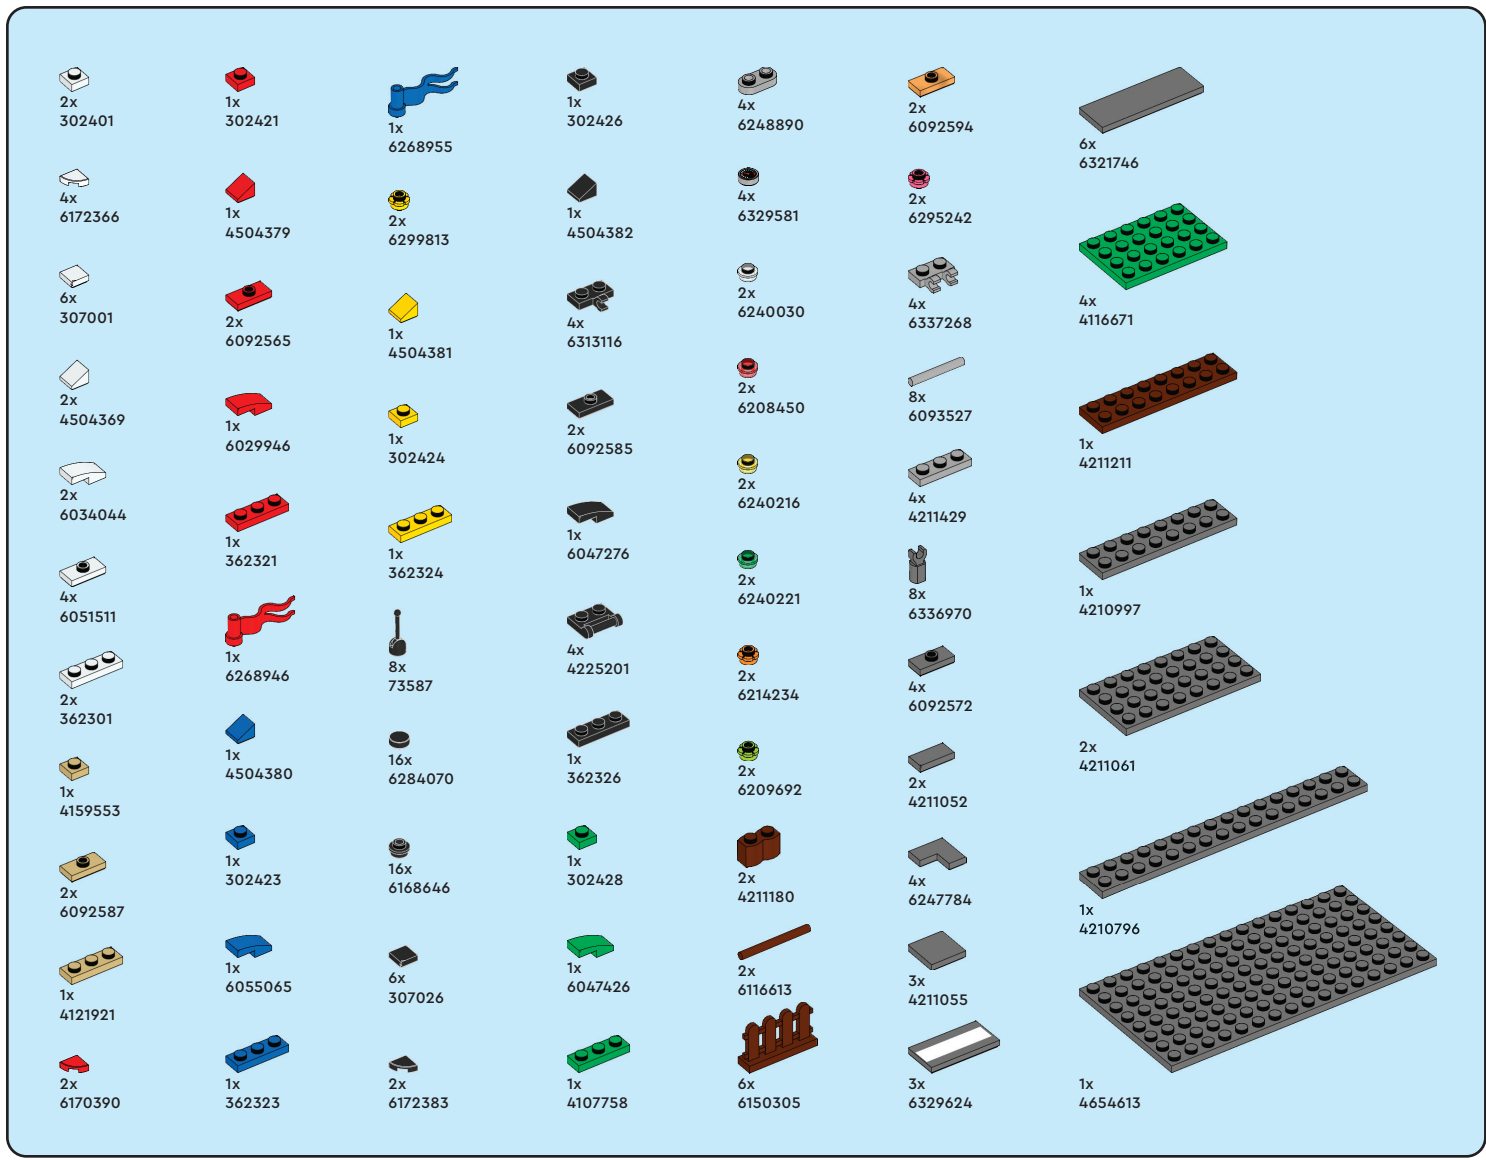 2x
302401
4x
6172366
6x
307001
2x
4504369
2x
6034044
4x
6051511
2x
362301
1x
4159553
2x
6092587
1x
4121921
2x
6170390
1x
302421
1x
4504379
2x
6092565
1x
6029946
1x
362321
1x
6268946
1x
4504380
1x
302423
1x
6055065
1x
362323
1x
6268955
2x
6299813
1x
4504381
1x
302424
1x
362324
8x
73587
16x
6284070
16x
6168646
6x
307026
2x
6172383
1x
302426
1x
4504382
4x
6313116
2x
6092585
1x
6047276
4x
4225201
1x
362326
1x
302428
1x
6047426
1x
4107758
4x
6248890
4x
6329581
2x
6240030
2x
6208450
2x
6240216
2x
6240221
2x
6214234
2x
6209692
2x
4211180
2x
6116613
6x
6150305
2x
6092594
2x
6295242
4x
6337268
8x
6093527
4x
4211429
8x
6336970
4x
6092572
2x
4211052
4x
6247784
3x
4211055
3x
6329624
6x
6321746
4x
4116671
1x
4211211
1x
4210997
2x
4211061
1x
4210796
1x
4654613